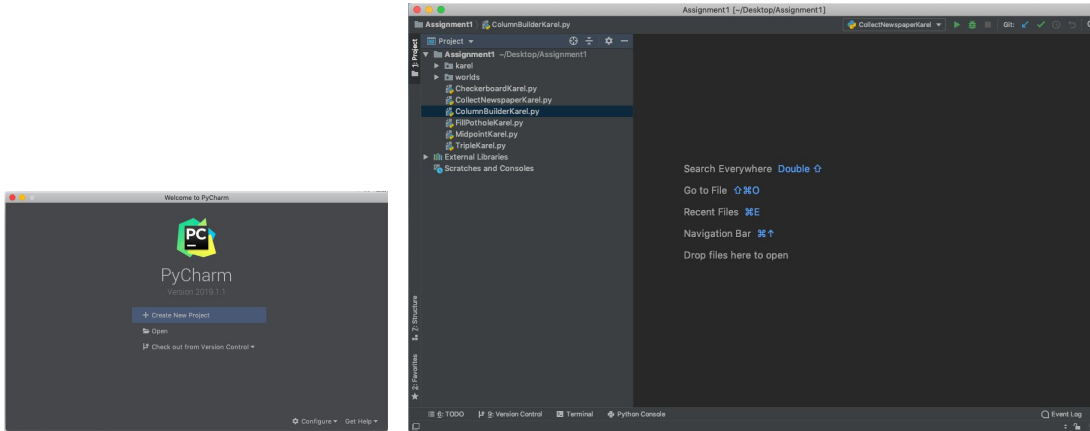 Welcome to PyCharm
PC
PyCharm
Version 2019.1.1
Create New Project
Open
Check out from Version Control
Configure Get Help
Assignment1 [~/Desktop/Assignment1]
Assignment1 ColumnBuilderKarel.py
CollectNewspaperKarel
Git:
1: Project
Project
Assignment1 ~/Desktop/Assignment1
karel
worlds
CheckerboardKarel.py
CollectNewspaperKarel.py
ColumnBuilderKarel.py
FillPotholeKarel.py
MidpointKarel.py
TripleKarel.py
External Libraries
Scratches and Consoles
Search Everywhere Double ⇧
Go to File ⇧⌘O
Recent Files ⌘E
Navigation Bar ⌘↑
Drop files here to open
7: Structure
2: Favorites
6: TODO 9: Version Control Terminal Python Console
Event Log